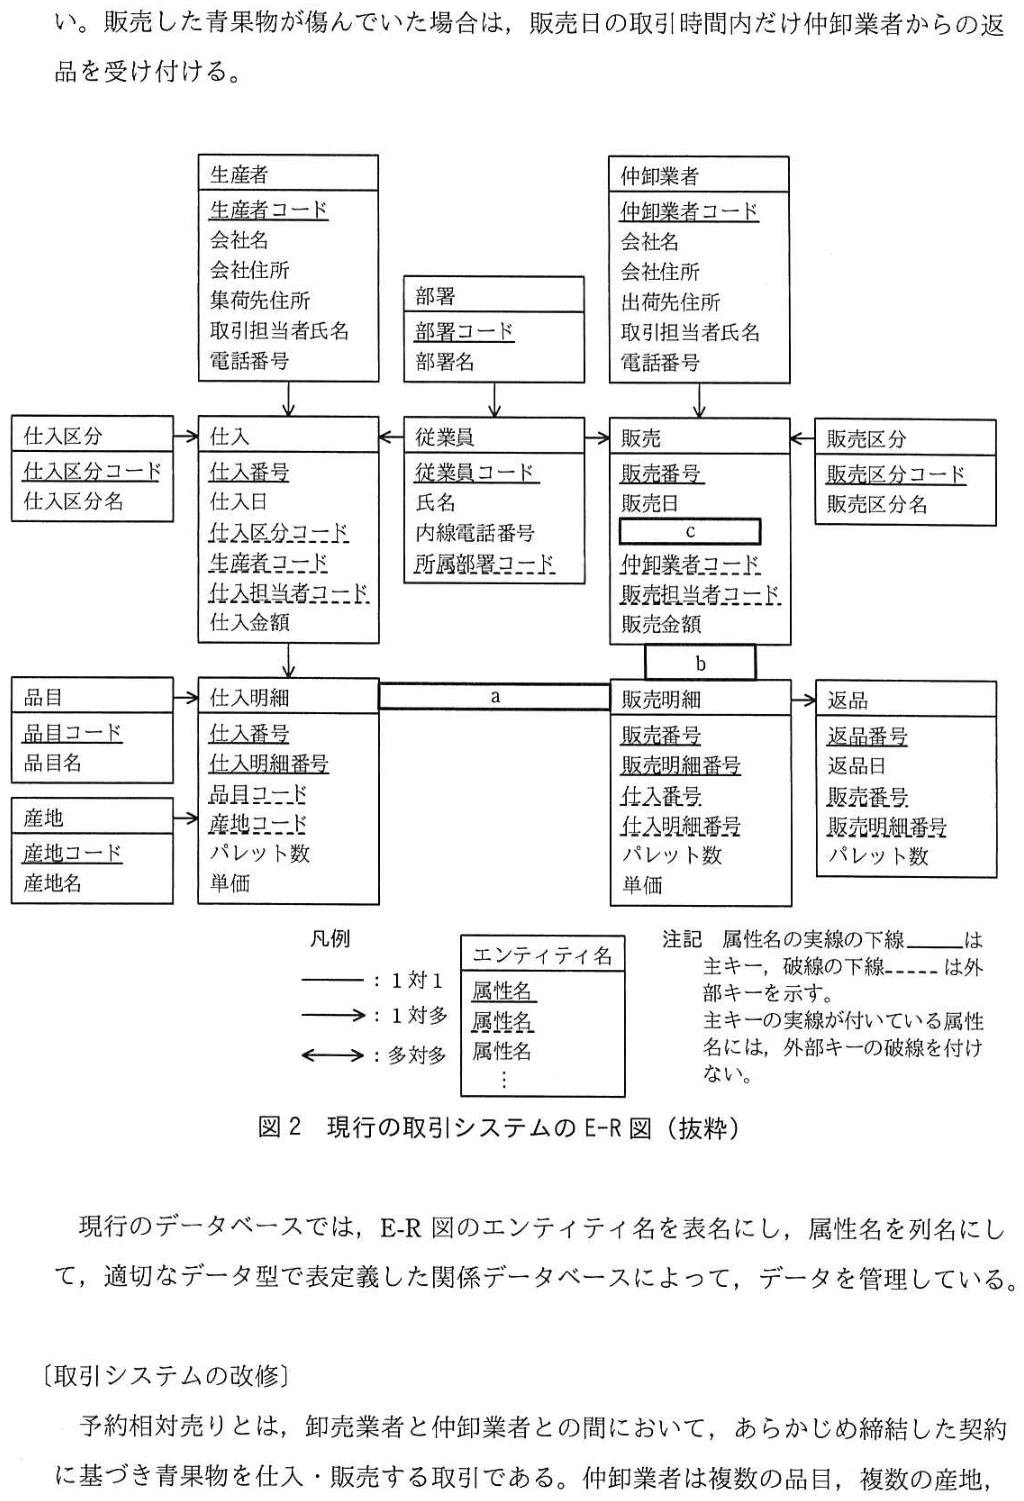 い。販売した青果物が傷んでいた場合は，販売日の取引時間内だけ仲卸業者からの返
品を受け付ける。
生産者
生産者コード
会社名
会社住所
集荷先住所
取引担当者氏名
電話番号
部署
部署コード
部署名
仲卸業者
仲卸業者コード
会社名
会社住所
出荷先住所
取引担当者氏名
電話番号
仕入区分
仕入区分コード
仕入区分名
仕入
仕入番号
仕入日
仕入区分コード
生産者コード
仕入担当者コード
仕入金額
従業員
従業員コード
氏名
内線電話番号
所属部署コード
販売
販売番号
販売日
c
仲卸業者コード
販売担当者コード
販売金額
販売区分
販売区分コード
販売区分名
b
品目
品目コード
品目名
産地
産地コード
産地名
仕入明細
仕入番号
仕入明細番号
品目コード
産地コード
パレット数
単価
a
販売明細
販売番号
販売明細番号
仕入番号
仕入明細番号
パレット数
単価
返品
返品番号
返品日
販売番号
販売明細番号
パレット数
凡例
：1対1
：1対多
：多対多
エンティティ名
属性名
属性名
属性名
⋮
注記　属性名の実線の下線＿＿＿は
主キー，破線の下線-----は外
部キーを示す。
主キーの実線が付いている属性
名には，外部キーの破線を付け
ない。
図2　現行の取引システムのE-R図（抜粋）
現行のデータベースでは，E-R図のエンティティ名を表名にし，属性名を列名にし
て，適切なデータ型で表定義した関係データベースによって，データを管理している。
〔取引システムの改修〕
予約相対売りとは，卸売業者と仲卸業者との間において，あらかじめ締結した契約
に基づき青果物を仕入・販売する取引である。仲卸業者は複数の品目，複数の産地，